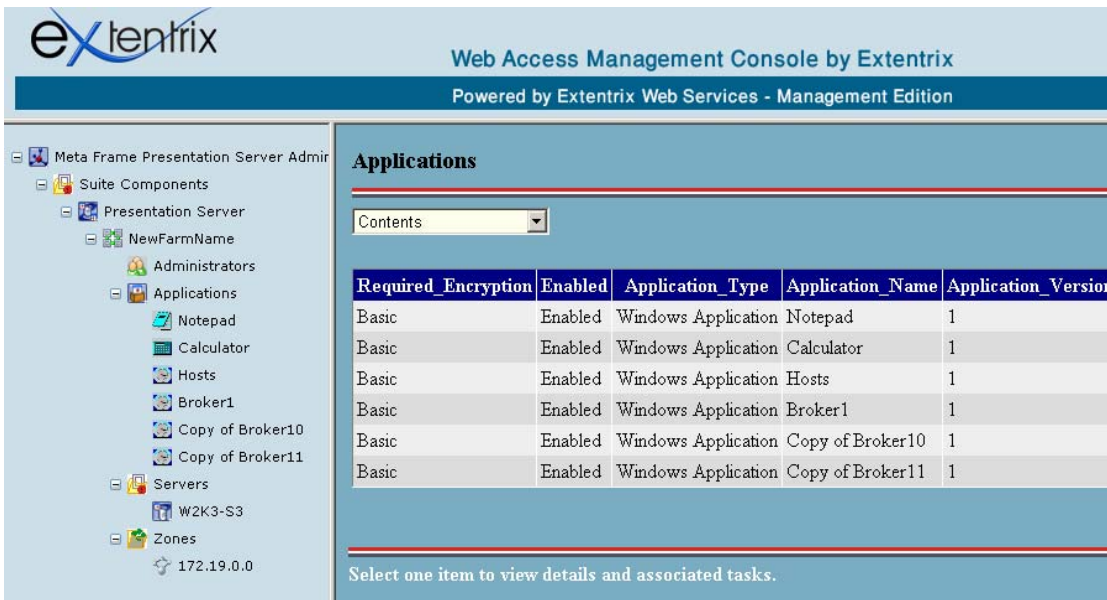 extentrix
Web Access Management Console by Extentrix
Powered by Extentrix Web Services - Management Edition
Meta Frame Presentation Server Admir
Suite Components
Presentation Server
NewFarmName
Administrators
Applications
Notepad
Calculator
Hosts
Broker1
Copy of Broker10
Copy of Broker11
Servers
W2K3-S3
Zones
172.19.0.0
Applications
Contents
Required_Encryption Enabled Application_Type Application_Name Application_Version
Basic Enabled Windows Application Notepad 1
Basic Enabled Windows Application Calculator 1
Basic Enabled Windows Application Hosts 1
Basic Enabled Windows Application Broker1 1
Basic Enabled Windows Application Copy of Broker10 1
Basic Enabled Windows Application Copy of Broker11 1
Select one item to view details and associated tasks.